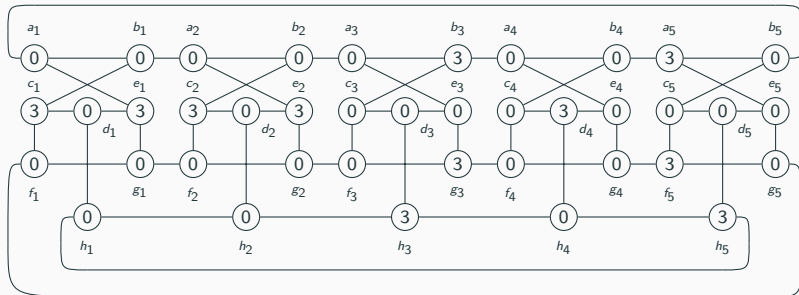 a1 b1 a2 b2 a3 b3 a4 b4 a5 b5
0 0 0 0 0 3 0 0 3 0
c1 e1 c2 e2 c3 e3 c4 e4 c5 e5
3 0 3 3 0 3 0 0 0 0 3 0 0 0 0
d1 d2 d3 d4 d5
0 0 0 0 0 3 0 0 3 0
f1 g1 f2 g2 f3 g3 f4 g4 f5 g5
0 0 3 0 3
h1 h2 h3 h4 h5